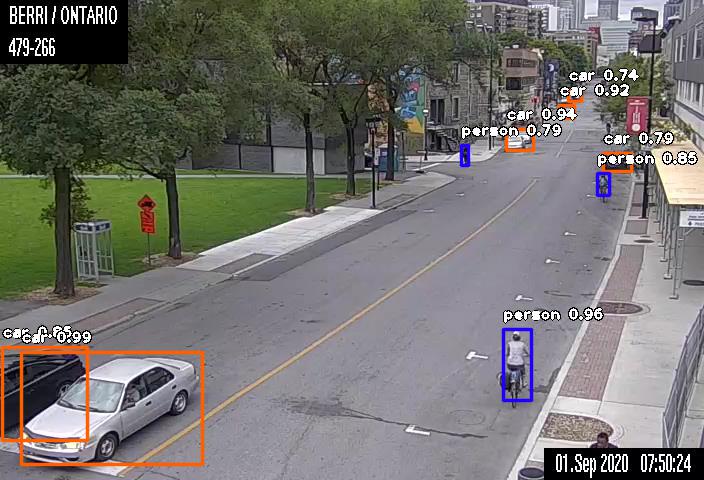 BERRI / ONTARIO
479-266
car 0.74
car 0.92
car 0.94
person 0.79
car 0.79
person 0.85
person 0.96
car 0.99
01.Sep 2020 07:50:24